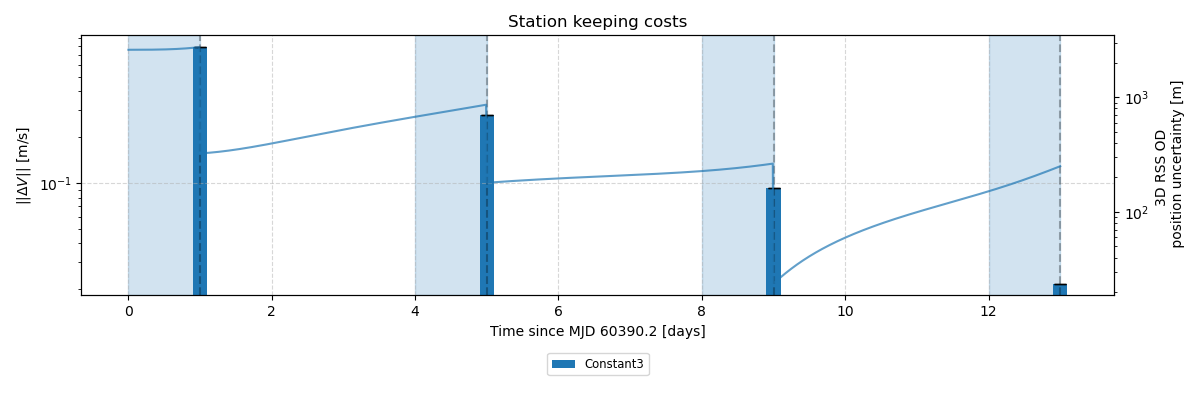 Station keeping costs
||ΔV|| [m/s]
10⁻¹
10³
10²
3D RSS OD
position uncertainty [m]
0 2 4 6 8 10 12
Time since MJD 60390.2 [days]
Constant3